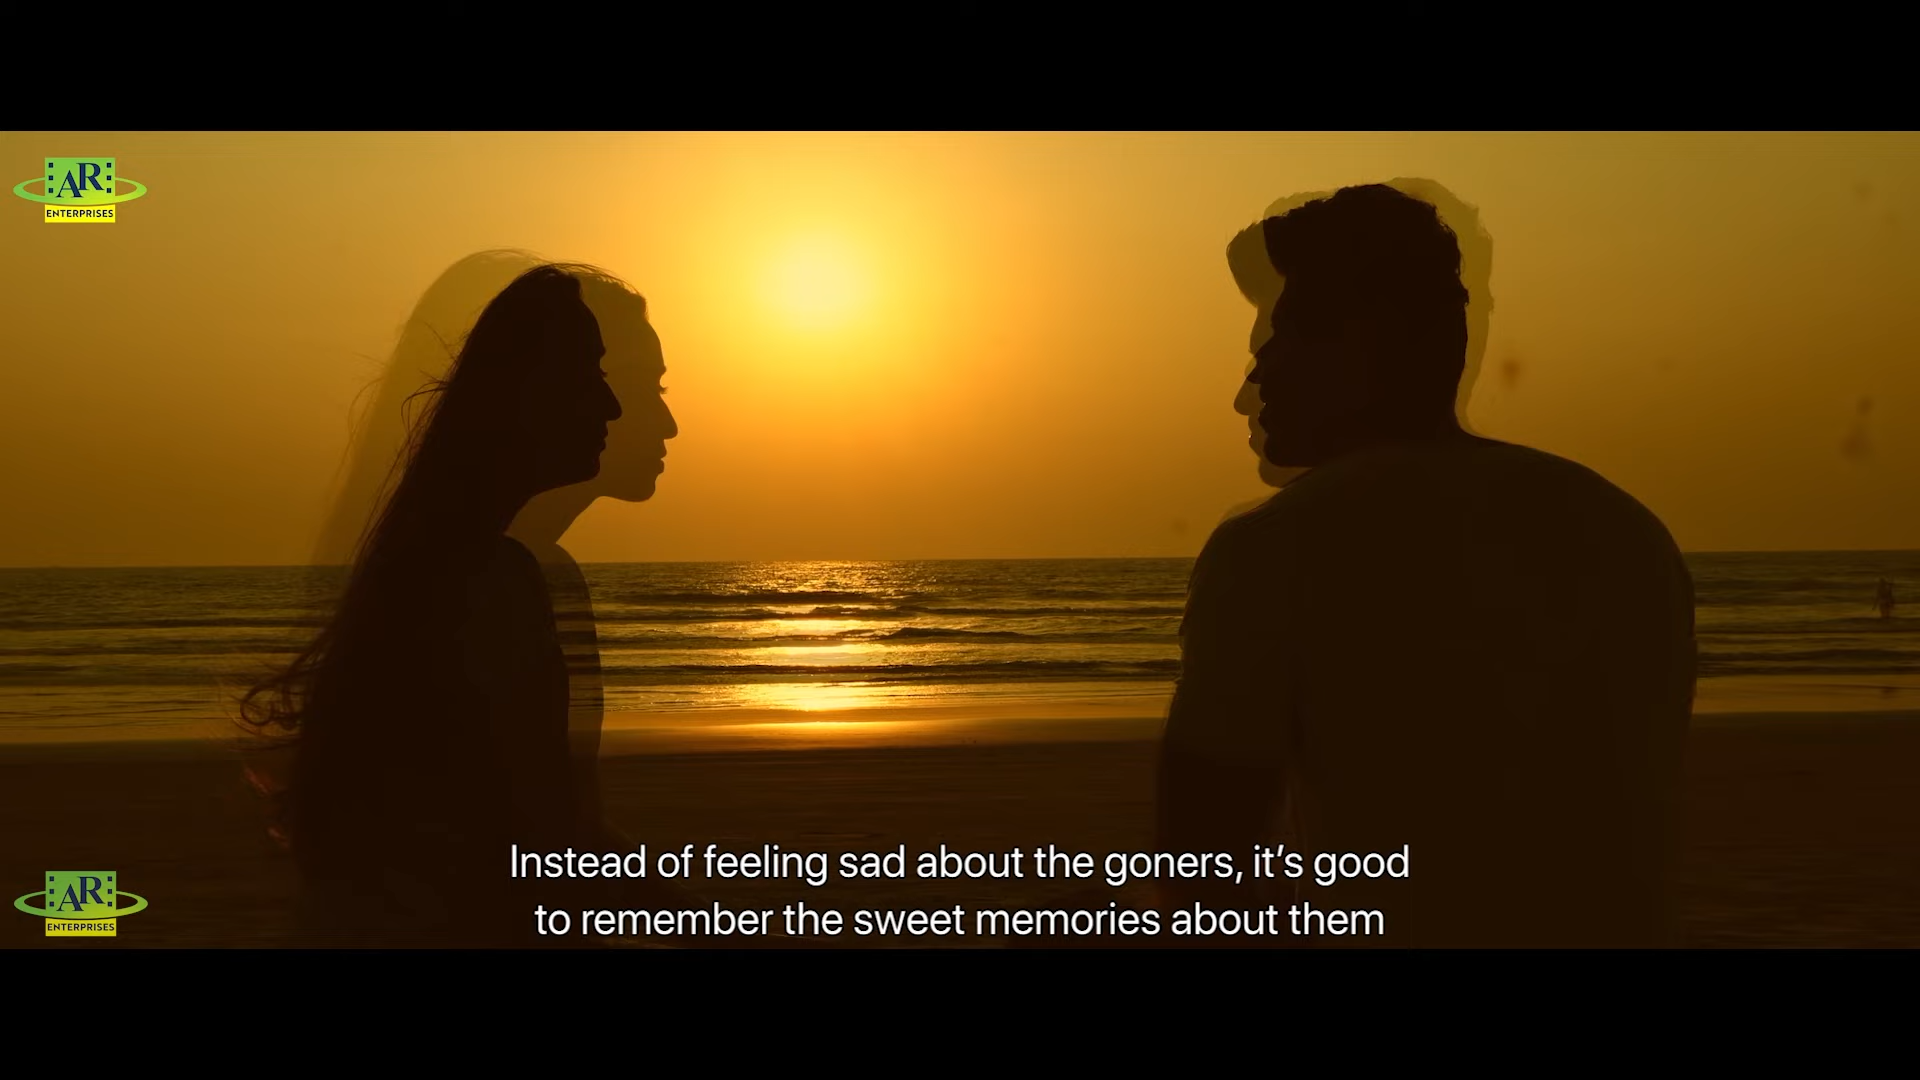 AR
ENTERPRISES
Instead of feeling sad about the goners, it's good
to remember the sweet memories about them
AR
ENTERPRISES